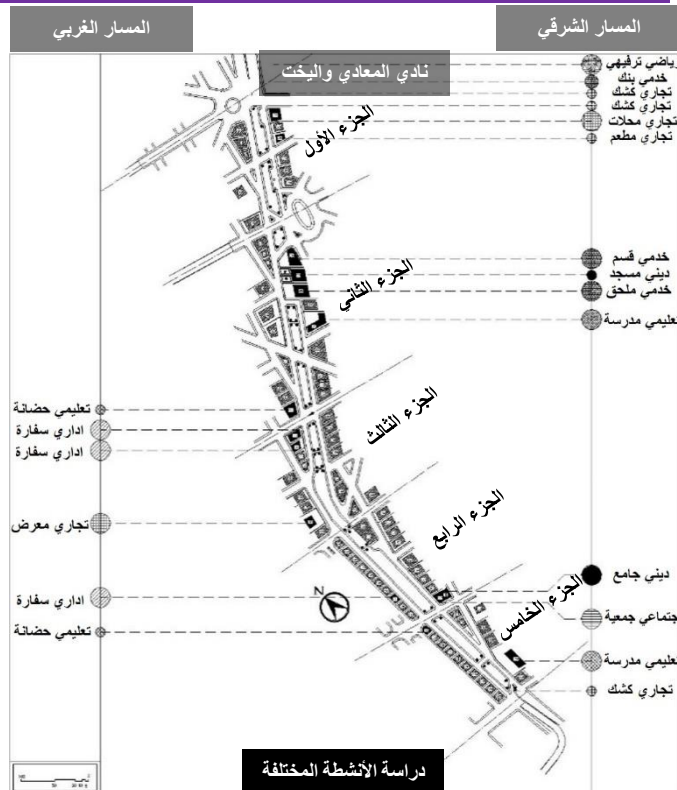 المسار الشرقي
المسار الغربي
نادي المعادي واليخت
رياضي ترفيهي
خدمي بنك
تجاري كشك
تجاري كشك
تجاري محلات
تجاري مطعم
الجزء الأول
خدمي قسم
ديني مسجد
خدمي ملحق
تعليمي مدرسة
الجزء الثاني
الجزء الثالث
تعليمي حضانة
اداري سفارة
اداري سفارة
تجاري معرض
الجزء الرابع
ديني جامع
جتماعي جمعية
تعليمي مدرسة
تجاري كشك
الجزء الخامس
اداري سفارة
تعليمي حضانة
N
دراسة الأنشطة المختلفة